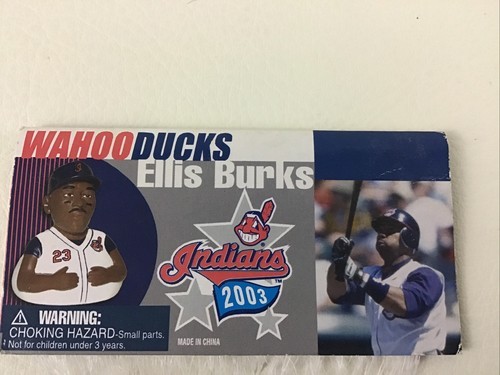 WAHOODUCKS
Ellis Burks
23
Indians
TM
2003
WARNING:
CHOKING HAZARD-Small parts.
Not for children under 3 years.
MADE IN CHINA